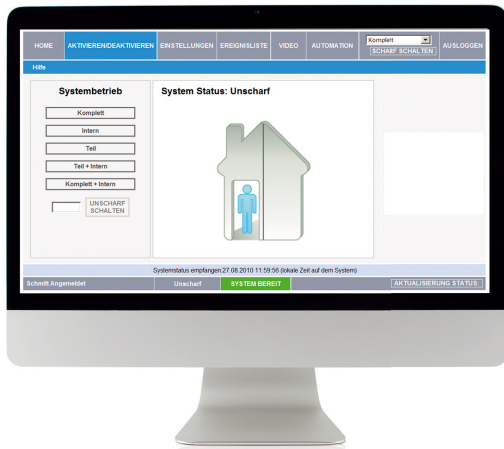 HOME AKTIVIEREN/DEAKTIVIEREN EINSTELLUNGEN EREIGNISLISTE VIDEO AUTOMATION Komplett SCHARF SCHALTEN AUSLOGGEN
Hilfe
Systembetrieb
Komplett
Intern
Teil
Teil + Intern
Komplett + Intern
UNSCHARF
SCHALTEN
System Status: Unscharf
Systemstatus empfangen:27.08.2010 11:59:56 (lokale Zeit auf dem System)
Schmitt Angemeldet Unscharf SYSTEM BEREIT AKTUALISIERUNG STATUS: